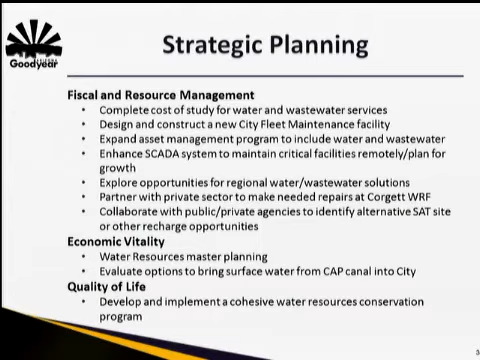 Strategic Planning
ARIZONA
Goodyear
Fiscal and Resource Management
• Complete cost of study for water and wastewater services
• Design and construct a new City Fleet Maintenance facility
• Expand asset management program to include water and wastewater
• Enhance SCADA system to maintain critical facilities remotely/plan for
growth
• Explore opportunities for regional water/wastewater solutions
• Partner with private sector to make needed repairs at Corgett WRF
• Collaborate with public/private agencies to identify alternative SAT site
or other recharge opportunities
Economic Vitality
• Water Resources master planning
• Evaluate options to bring surface water from CAP canal into City
Quality of Life
• Develop and implement a cohesive water resources conservation
program